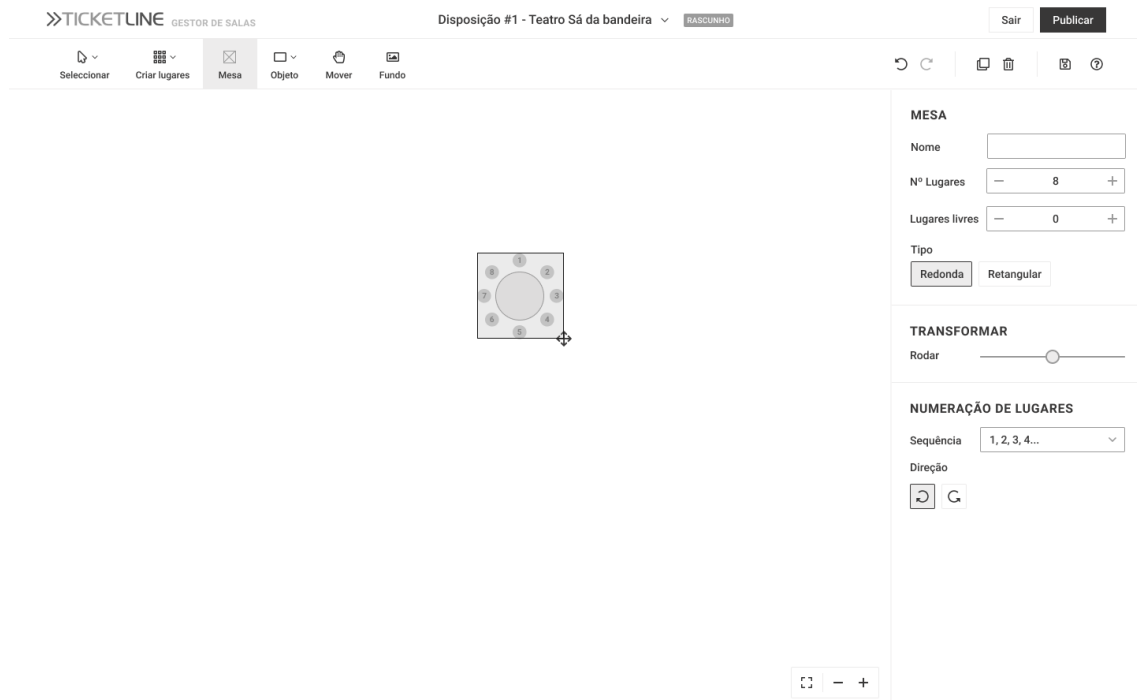 TICKETLINE GESTOR DE SALAS
Disposição #1 - Teatro Sá da bandeira
RASCUNHO
Sair
Publicar
Seleccionar
Criar lugares
Mesa
Objeto
Mover
Fundo
MESA
Nome
Nº Lugares
8
Lugares livres
0
Tipo
Redonda
Retangular
1
2
3
4
5
6
7
8
TRANSFORMAR
Rodar
NUMERAÇÃO DE LUGARES
Sequência
1, 2, 3, 4...
Direção